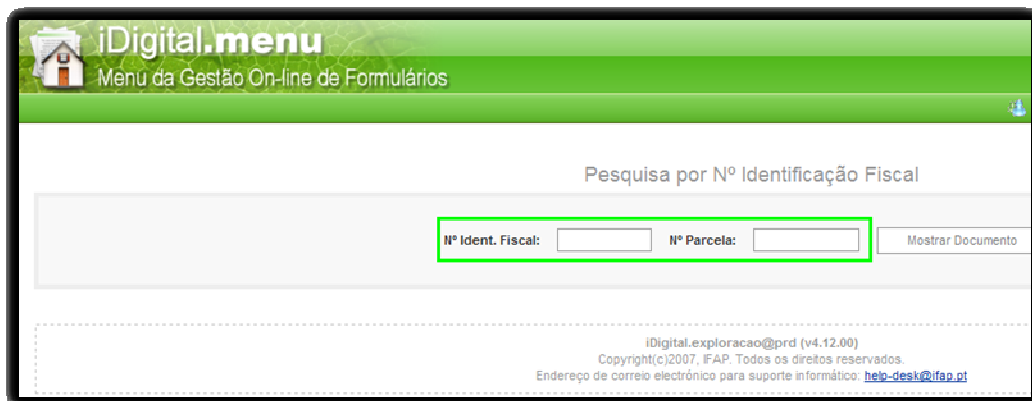 iDigital.menu
Menu da Gestão On-line de Formulários
Pesquisa por Nº Identificação Fiscal
Nº Ident. Fiscal: Nº Parcela: Mostrar Documento
iDigital.exploracao@prd (v4.12.00)
Copyright(c)2007, IFAP. Todos os direitos reservados.
Endereço de correio electrónico para suporte informático: help-desk@ifap.pt